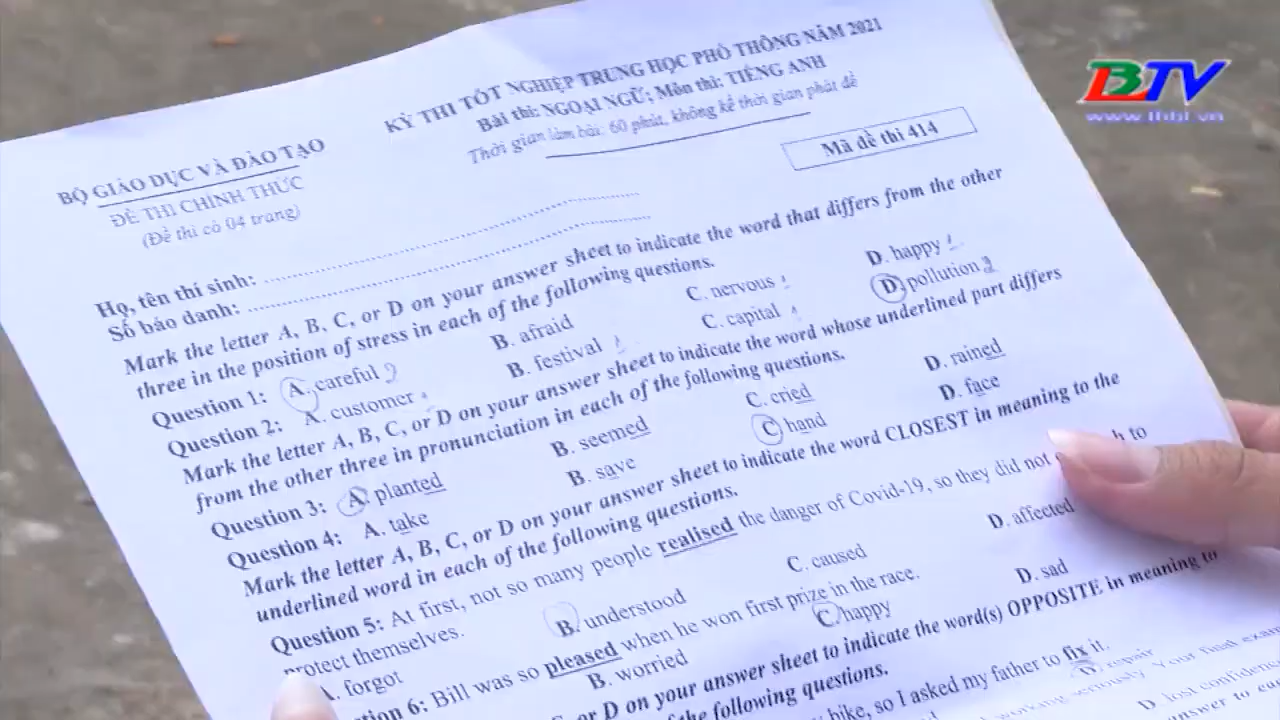 BTV
www.thbt.vn
BỘ GIÁO DỤC VÀ ĐÀO TẠO
ĐỀ THI CHÍNH THỨC
(Đề thi có 04 trang)
KỲ THI TỐT NGHIỆP TRUNG HỌC PHỔ THÔNG NĂM 2021
Bài thi: NGOẠI NGỮ; Môn thi: TIẾNG ANH
Thời gian làm bài: 60 phút, không kể thời gian phát đề
Mã đề thi 414
Họ, tên thí sinh:
Số báo danh:
Mark the letter A, B, C, or D on your answer sheet to indicate the word that differs from the other
three in the position of stress in each of the following questions.
Question 1: A. careful 2 B. afraid C. nervous D. happy
Question 2: A. customer B. festival C. capital D. pollution 2
Mark the letter A, B, C, or D on your answer sheet to indicate the word whose underlined part differs
from the other three in pronunciation in each of the following questions.
Question 3: A. planted B. seemed C. cried D. rained
Question 4: A. take B. save C. hand D. face
Mark the letter A, B, C, or D on your answer sheet to indicate the word CLOSEST in meaning to the
underlined word in each of the following questions.
Question 5: At first, not so many people realised the danger of Covid-19, so they did not to
protect themselves.
A. forgot B. understood C. caused D. affected
6: Bill was so pleased when he won first prize in the race.
B. worried C. happy D. sad
or D on your answer sheet to indicate the word(s) OPPOSITE in meaning to
the following questions.
bike, so I asked my father to fix it.
D. repair
working seriously. Your final
D. lost
answer to